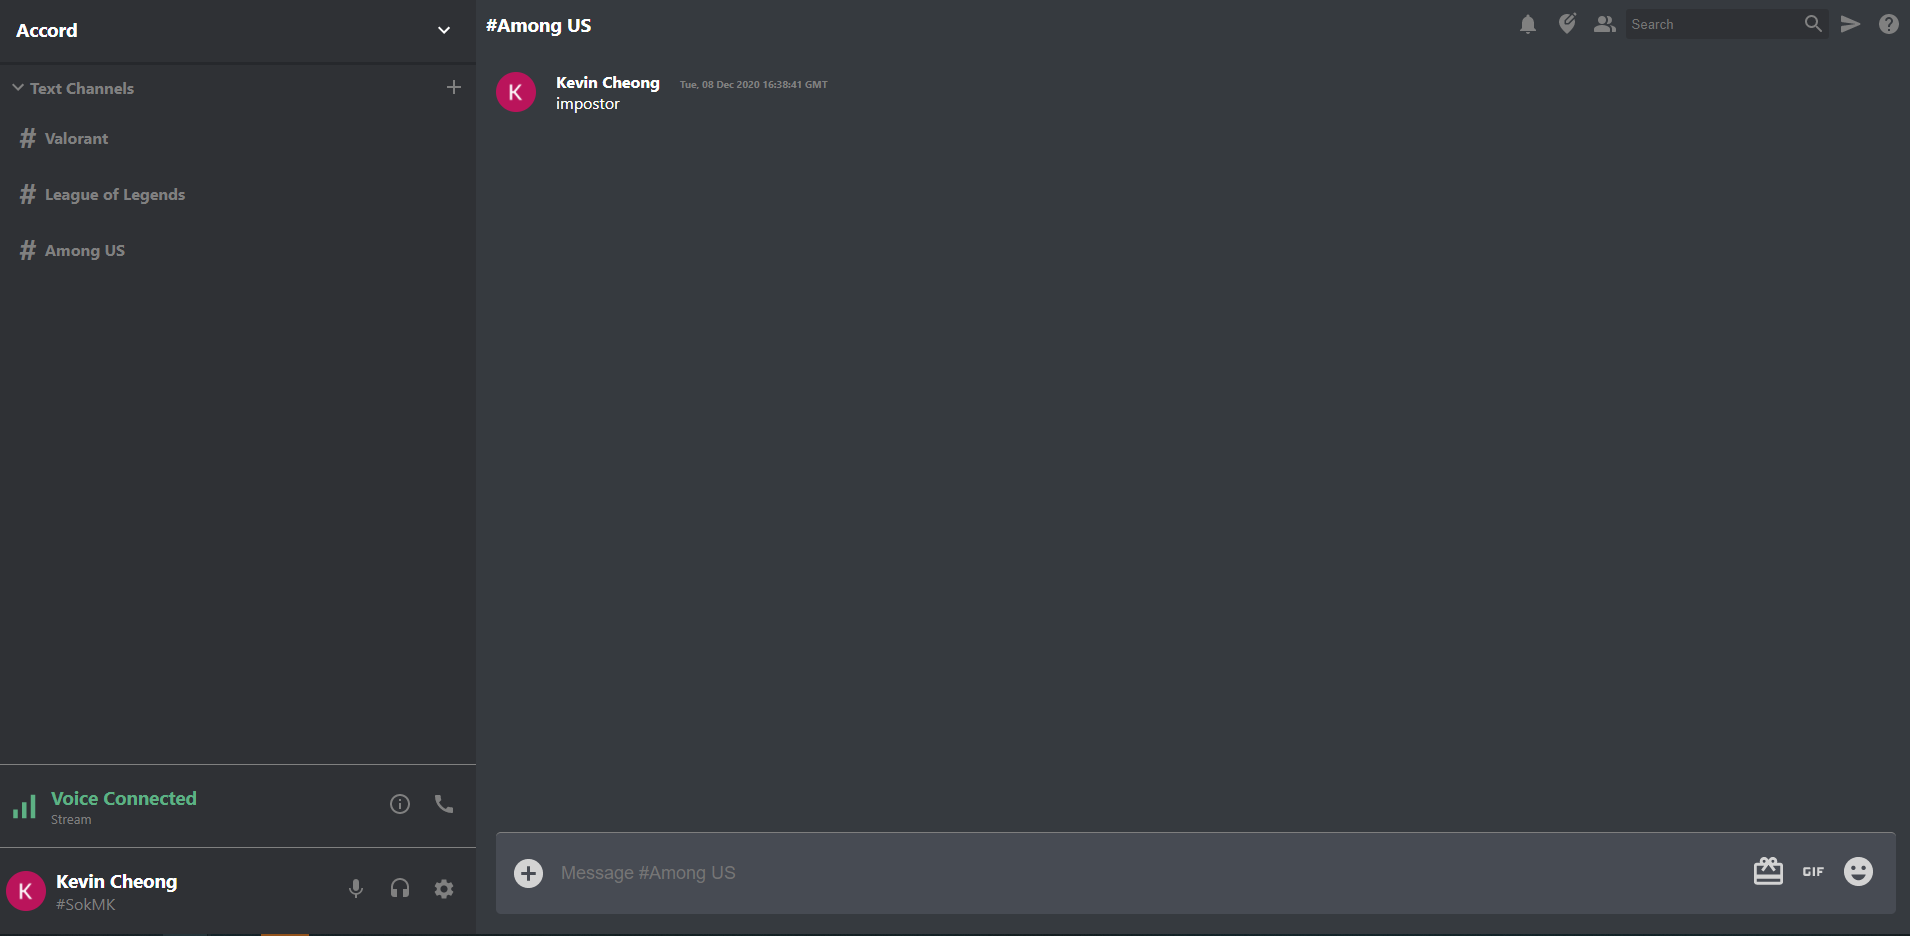 Accord
Text Channels
# Valorant
# League of Legends
# Among US
Voice Connected
Stream
K
Kevin Cheong
#SokMK
#Among US
Search
K
Kevin Cheong Tue, 08 Dec 2020 16:38:41 GMT
impostor
Message #Among US
GIF